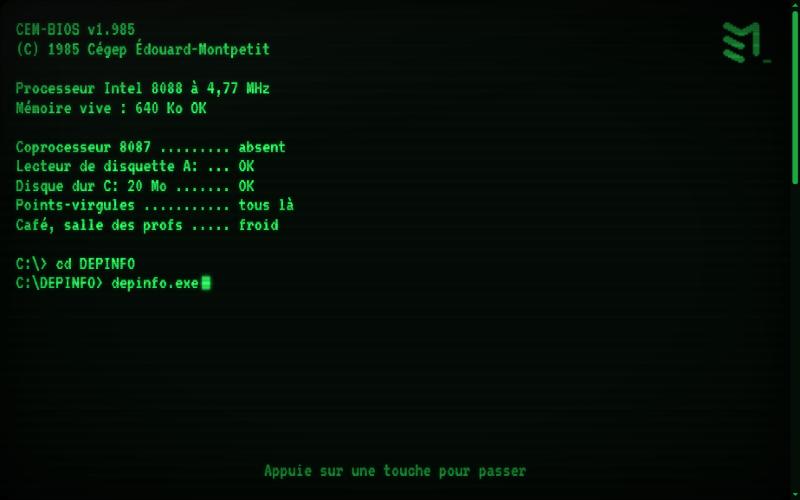 CEM-BIOS v1.985
(C) 1985 Cégep Édouard-Montpetit
Processeur Intel 8088 à 4,77 MHz
Mémoire vive : 640 Ko OK
Coprocesseur 8087 ......... absent
Lecteur de disquette A: ... OK
Disque dur C: 20 Mo ....... OK
Points-virgules ........... tous là
Café, salle des profs ..... froid
C:\> cd DEPINFO
C:\DEPINFO> depinfo.exe
Appuie sur une touche pour passer